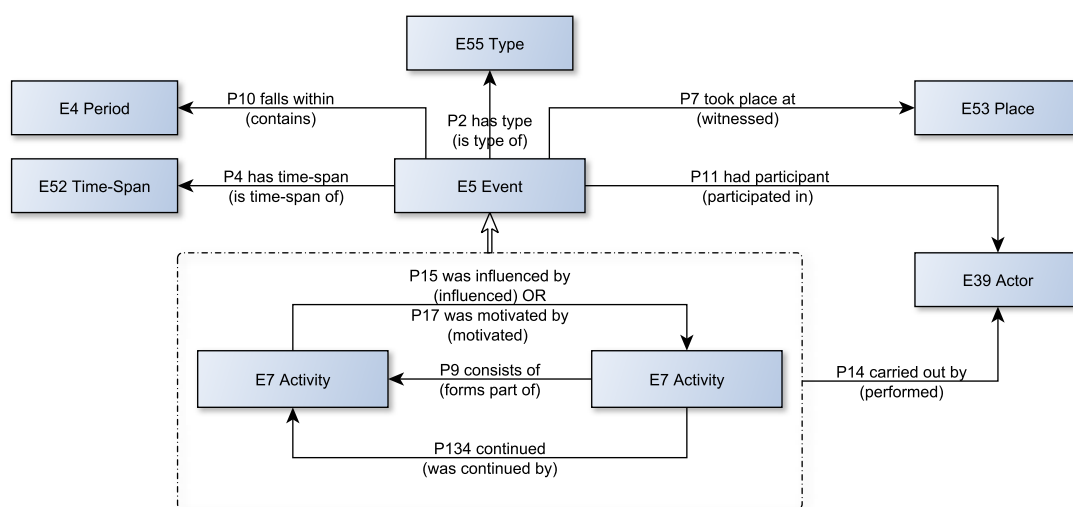 E55 Type
E4 Period
P10 falls within
(contains)
P2 has type
(is type of)
P7 took place at
(witnessed)
E53 Place
E52 Time-Span
P4 has time-span
(is time-span of)
E5 Event
P11 had participant
(participated in)
P15 was influenced by
(influenced) OR
P17 was motivated by
(motivated)
E39 Actor
E7 Activity
P9 consists of
(forms part of)
E7 Activity
P14 carried out by
(performed)
P134 continued
(was continued by)